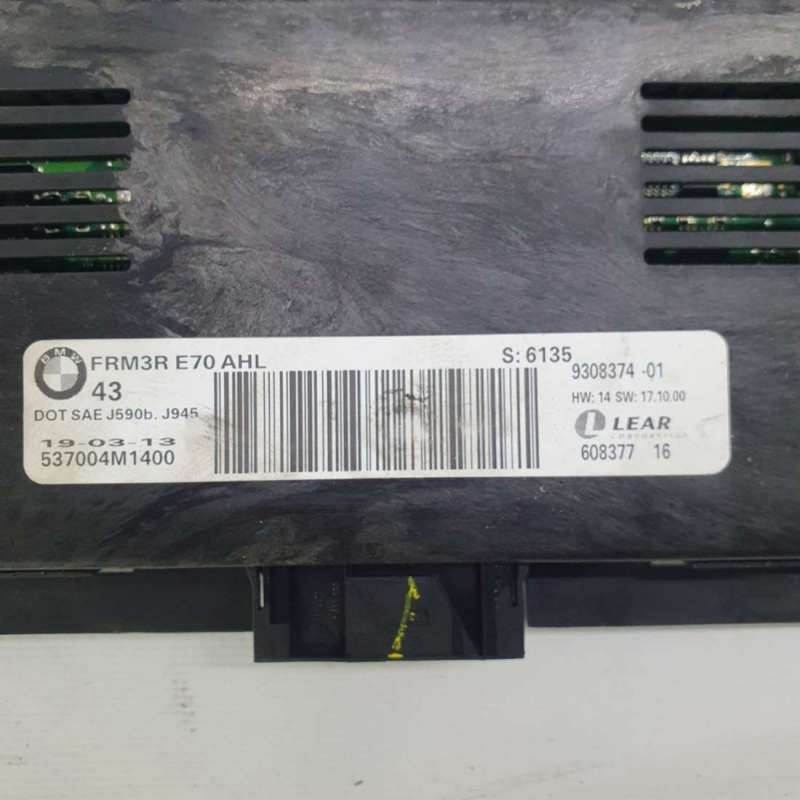 BMW
FRM3R E70 AHL
43
DOT SAE J590b. J945
19-03-13
537004M1400
S: 6135
9308374 -01
HW: 14 SW: 17.10.00
LEAR
CORPORATION
608377 16